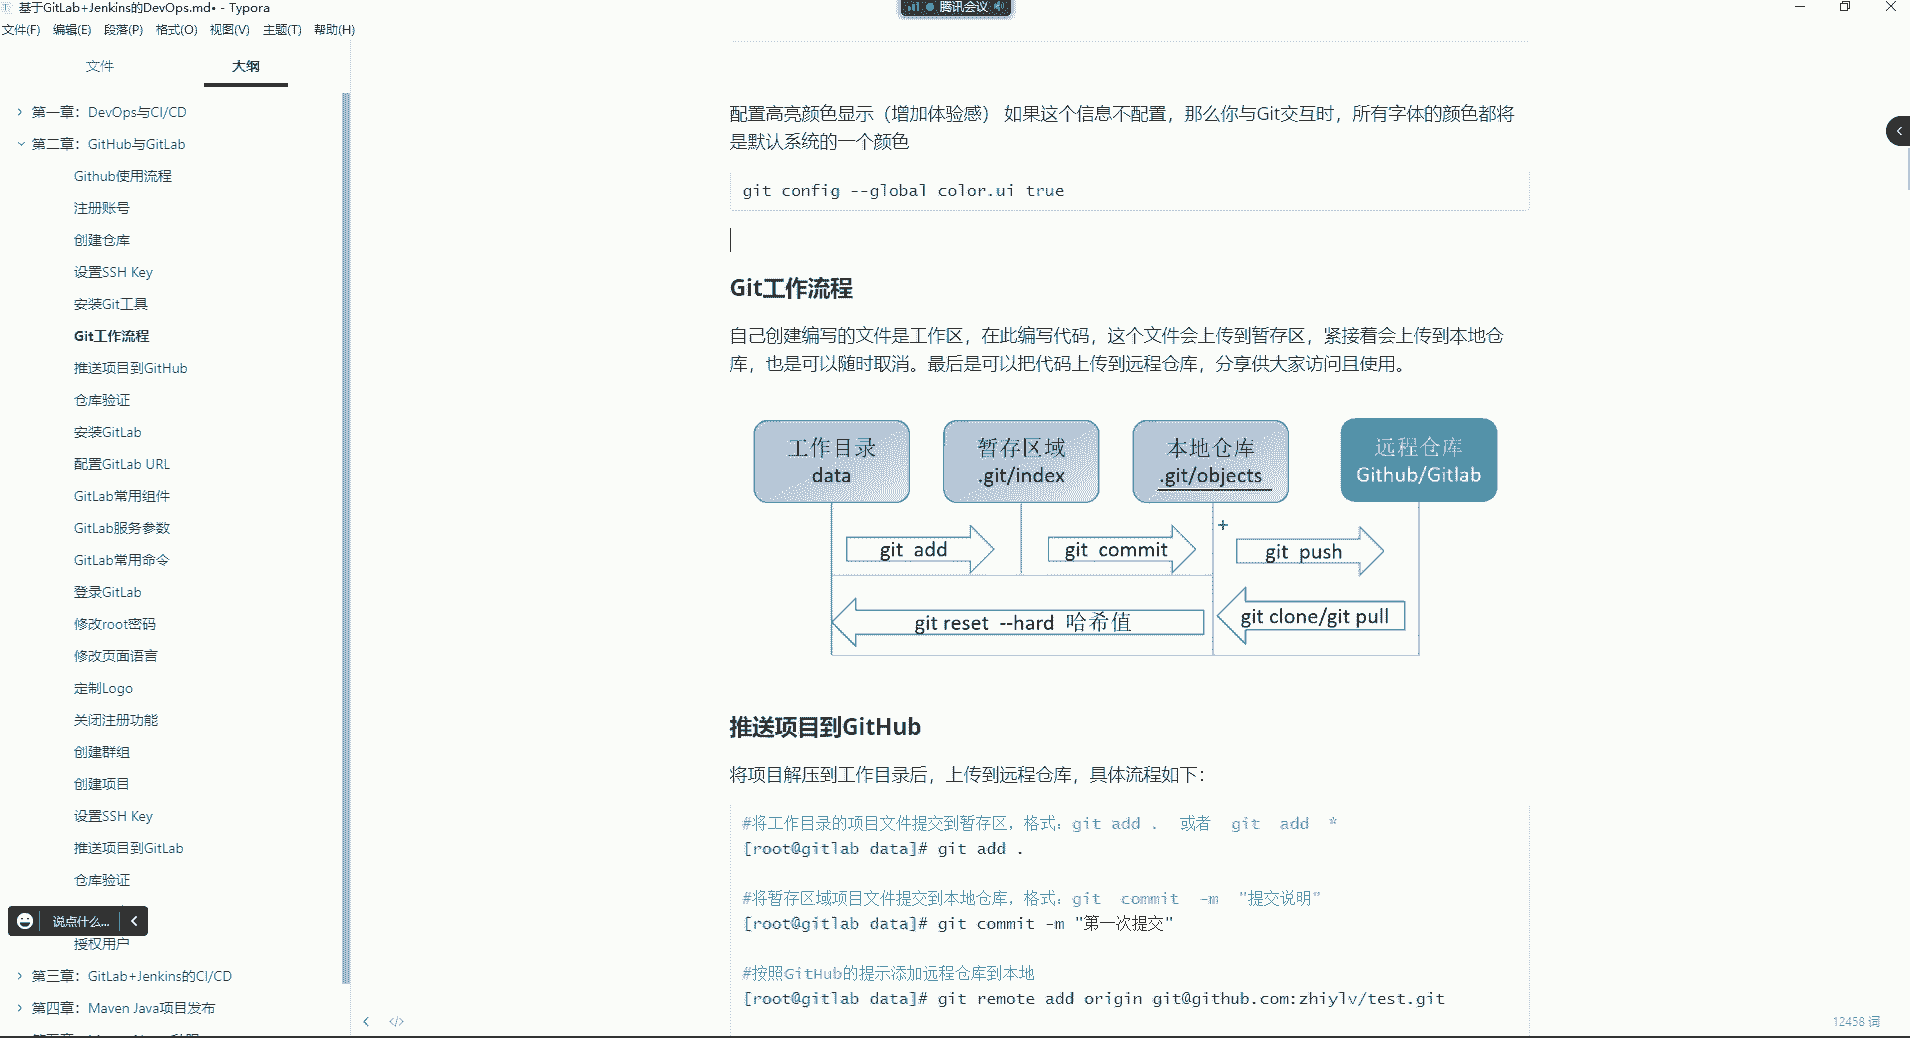 基于GitLab+Jenkins的DevOps.md• - Typora
腾讯会议
文件(F) 编辑(E) 段落(P) 格式(O) 视图(V) 主题(T) 帮助(H)
文件
大纲
第一章：DevOps与CI/CD
第二章：GitHub与GitLab
Github使用流程
注册账号
创建仓库
设置SSH Key
安装Git工具
Git工作流程
推送项目到GitHub
仓库验证
安装GitLab
配置GitLab URL
GitLab常用组件
GitLab服务参数
GitLab常用命令
登录GitLab
修改root密码
修改页面语言
定制Logo
关闭注册功能
创建群组
创建项目
设置SSH Key
推送项目到GitLab
仓库验证
说点什么...
授权用户
第三章：GitLab+Jenkins的CI/CD
第四章：Maven Java项目发布
配置高亮颜色显示（增加体验感） 如果这个信息不配置，那么你与Git交互时，所有字体的颜色都将
是默认系统的一个颜色
git config --global color.ui true
Git工作流程
自己创建编写的文件是工作区，在此编写代码，这个文件会上传到暂存区，紧接着会上传到本地仓
库，也是可以随时取消。最后是可以把代码上传到远程仓库，分享供大家访问且使用。
工作目录
data
暂存区域
.git/index
本地仓库
.git/objects
远程仓库
Github/Gitlab
git add
git commit
git push
git reset --hard 哈希值
git clone/git pull
推送项目到GitHub
将项目解压到工作目录后，上传到远程仓库，具体流程如下：
#将工作目录的项目文件提交到暂存区，格式：git add . 或者 git add *
[root@gitlab data]# git add .
#将暂存区域项目文件提交到本地仓库，格式：git commit -m "提交说明"
[root@gitlab data]# git commit -m "第一次提交"
#按照GitHub的提示添加远程仓库到本地
[root@gitlab data]# git remote add origin git@github.com:zhiylv/test.git
</>
12458 词